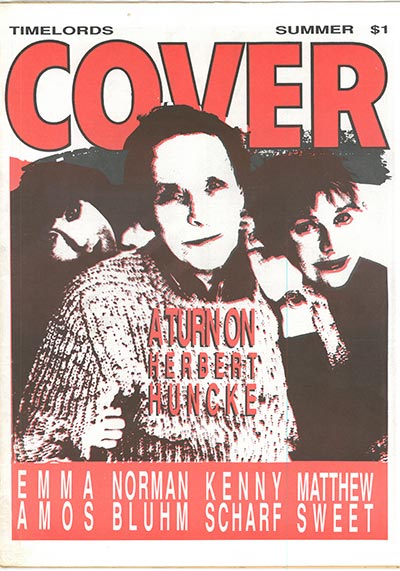 TIMELORDS SUMMER $1
COVER
A TURN ON
HERBERT
HUNCKE
EMMA NORMAN KENNY MATTHEW
AMOS BLUHM SCHARF SWEET